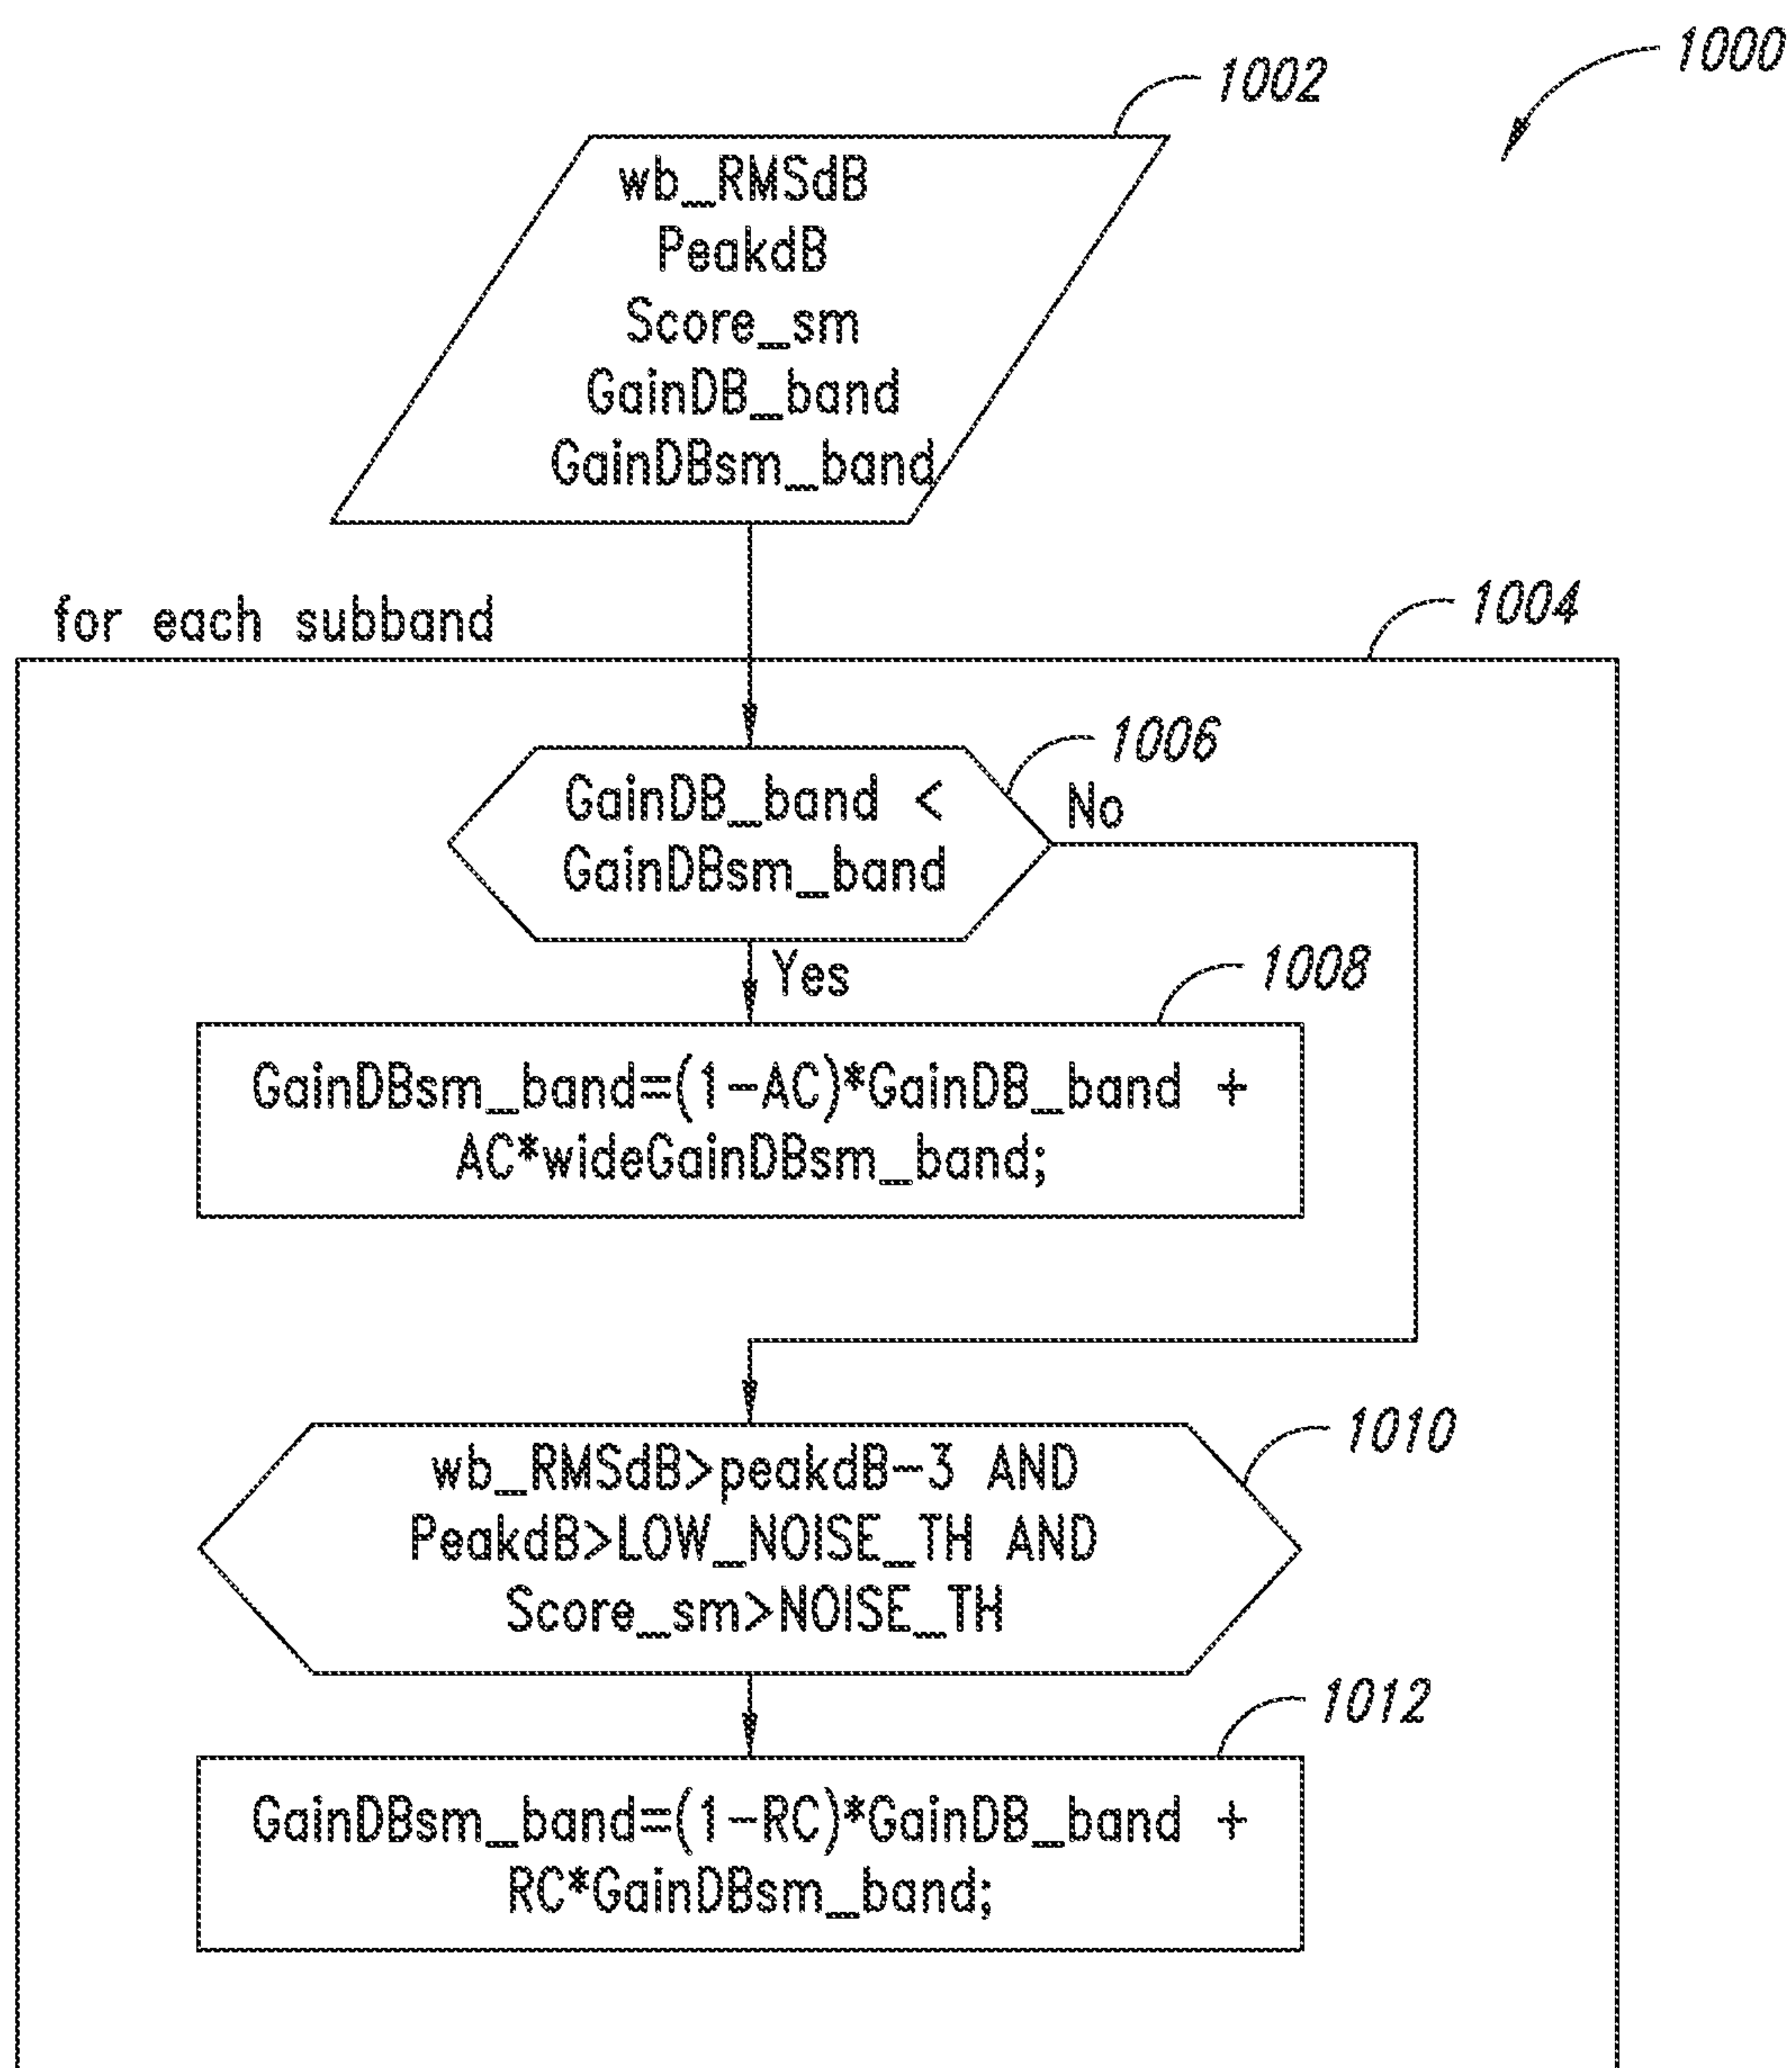 1000
1002
wb_RMSdB
PeakdB
Score_sm
GainDB_band
GainDBsm_band
for each subband
1004
1006
GainDB_band <
GainDBsm_band
No
Yes
1008
GainDBsm_band=(1-AC)*GainDB_band +
AC*wideGainDBsm_band;
1010
wb_RMSdB>peakdB-3 AND
PeakdB>LOW_NOISE_TH AND
Score_sm>NOISE_TH
1012
GainDBsm_band=(1-RC)*GainDB_band +
RC*GainDBsm_band;